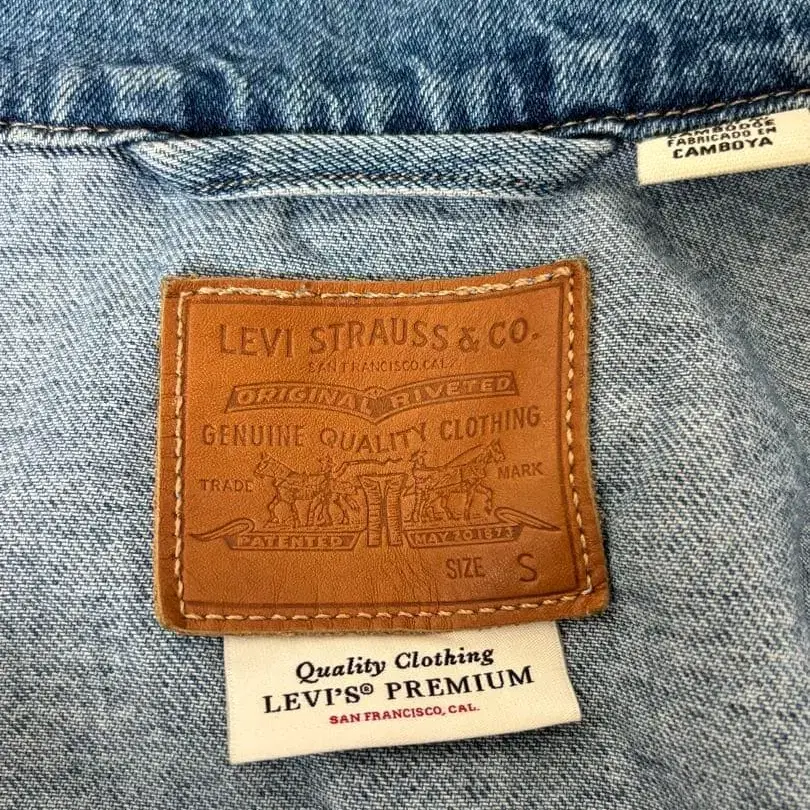 CAMBODGE
FABRICADO EN
CAMBOYA
LEVI STRAUSS & CO.
SAN FRANCISCO, CAL.
ORIGINAL RIVETED
GENUINE QUALITY CLOTHING
TRADE MARK
PATENTED MAY 20 1873
SIZE S
Quality Clothing
LEVI'S® PREMIUM
SAN FRANCISCO, CAL.